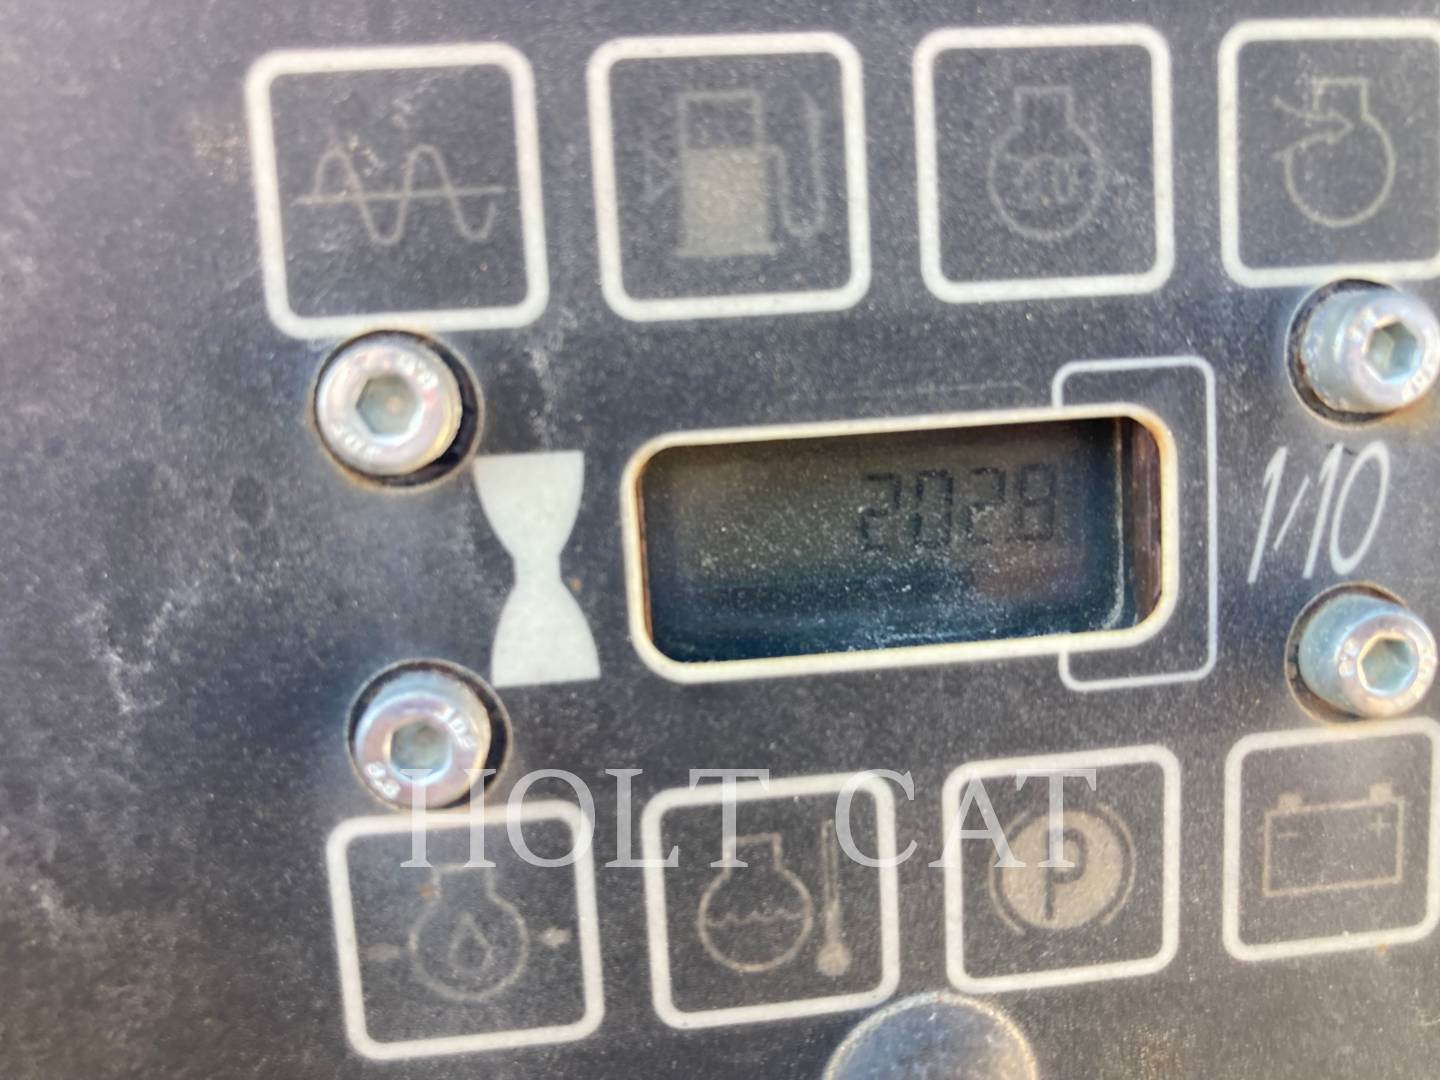 2028
1/10
HOLT CAT
P
- +